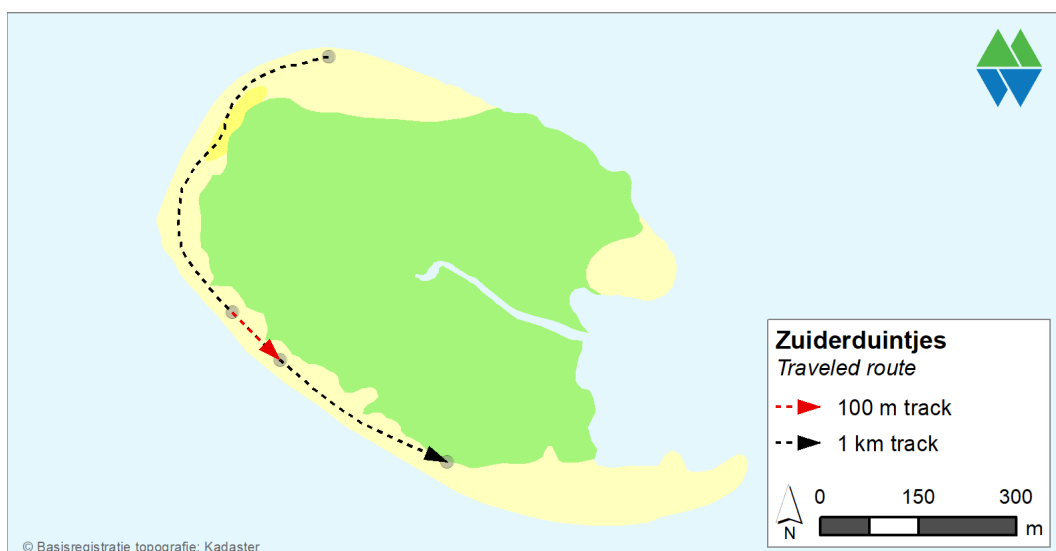 Zuiderduintjes
Traveled route
100 m track
1 km track
0 150 300
N
m
© Basisregistratie topografie: Kadaster